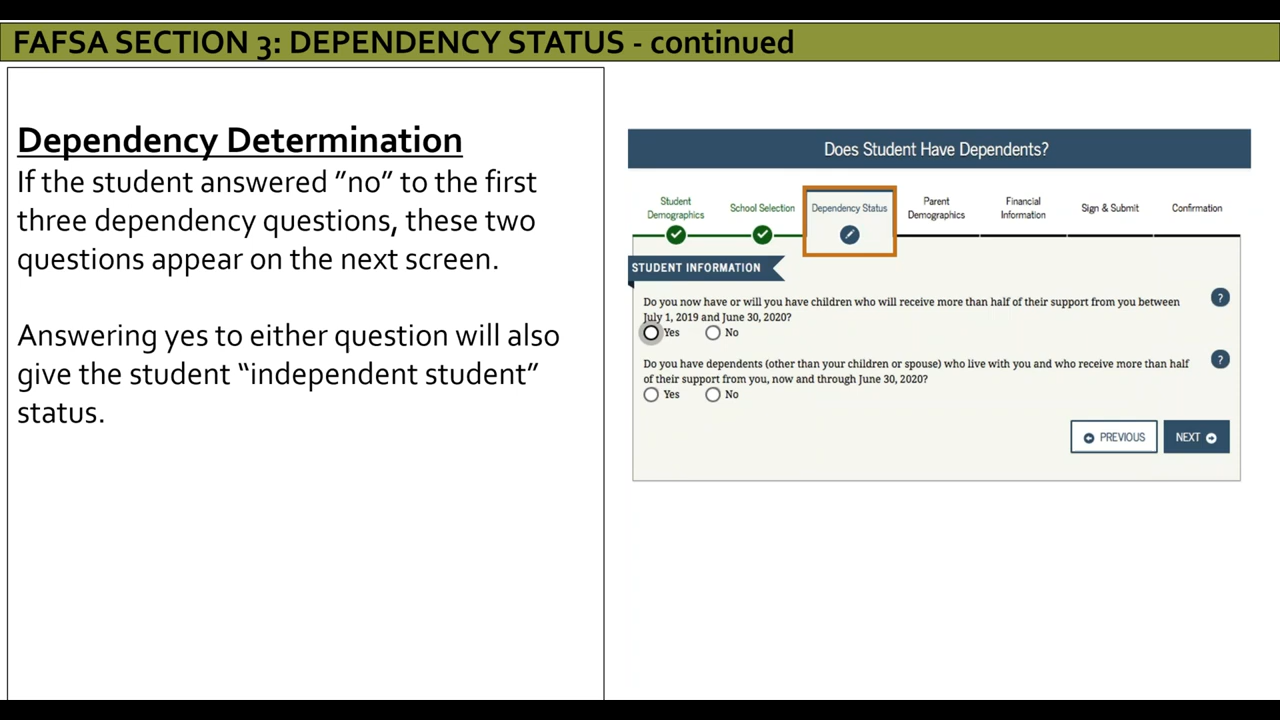 FAFSA SECTION 3: DEPENDENCY STATUS - continued
Dependency Determination
If the student answered ”no” to the first
three dependency questions, these two
questions appear on the next screen.
Answering yes to either question will also
give the student “independent student”
status.
Does Student Have Dependents?
Student
Demographics
School Selection
Dependency Status
Parent
Demographics
Financial
Information
Sign & Submit
Confirmation
STUDENT INFORMATION
Do you now have or will you have children who will receive more than half of their support from you between
July 1, 2019 and June 30, 2020?
?
Yes No
Do you have dependents (other than your children or spouse) who live with you and who receive more than half
of their support from you, now and through June 30, 2020?
?
Yes No
PREVIOUS NEXT